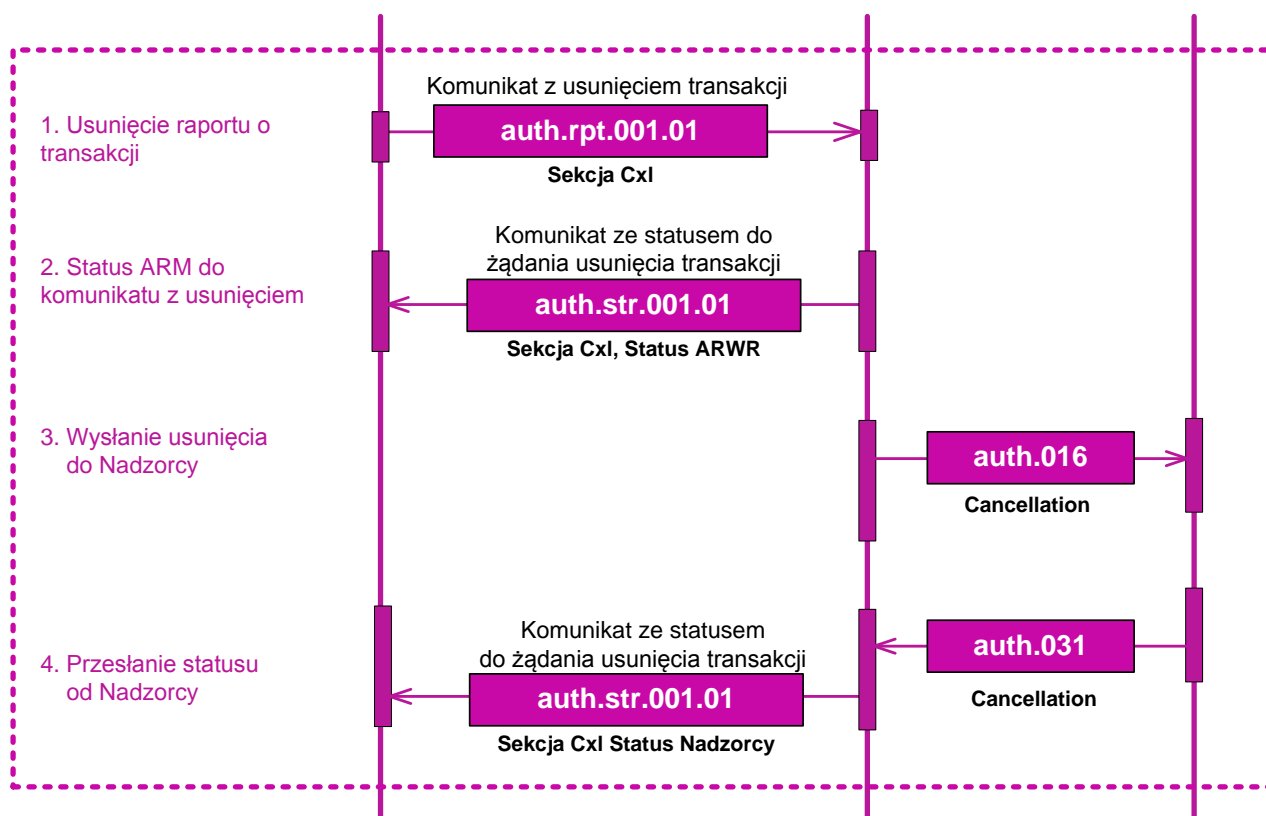 Komunikat z usunięciem transakcji
1. Usunięcie raportu o
transakcji
auth.rpt.001.01
Sekcja Cxl
Komunikat ze statusem do
żądania usunięcia transakcji
2. Status ARM do
komunikatu z usunięciem
auth.str.001.01
Sekcja Cxl, Status ARWR
3. Wysłanie usunięcia
do Nadzorcy
auth.016
Cancellation
Komunikat ze statusem
do żądania usunięcia transakcji
4. Przesłanie statusu
od Nadzorcy
auth.031
Cancellation
auth.str.001.01
Sekcja Cxl Status Nadzorcy